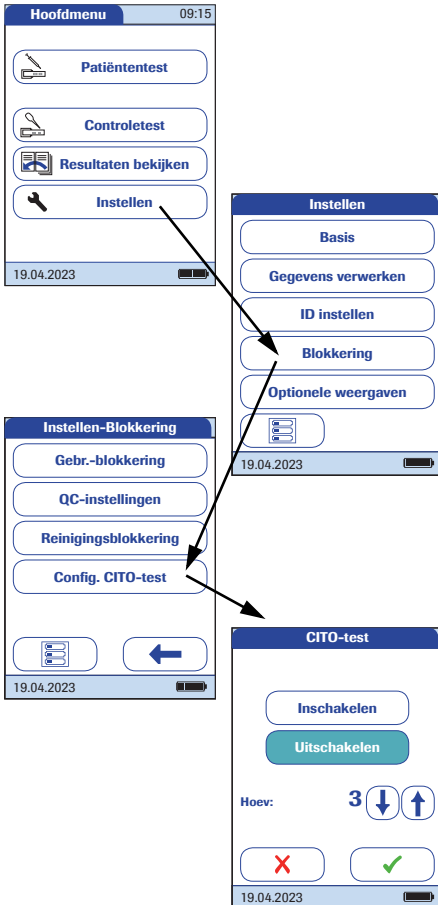 Hoofdmenu 09:15
Patiëntentest
Controletest
Resultaten bekijken
Instellen
19.04.2023
Instellen
Basis
Gegevens verwerken
ID instellen
Blokkering
Optionele weergaven
19.04.2023
Instellen-Blokkering
Gebr.-blokkering
QC-instellingen
Reinigingsblokkering
Config. CITO-test
19.04.2023
CITO-test
Inschakelen
Uitschakelen
Hoev: 3
19.04.2023